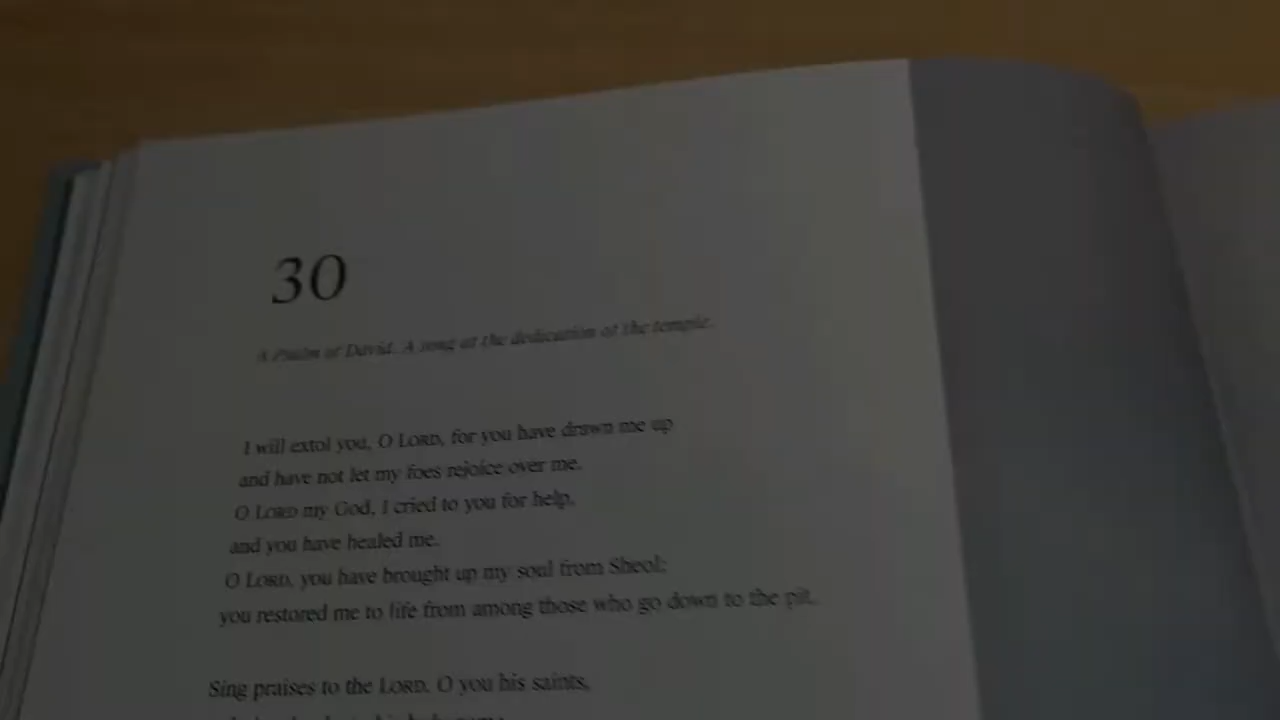 30
A Psalm of David. A song at the dedication of the temple.
I will extol you, O LORD, for you have drawn me up
and have not let my foes rejoice over me.
O LORD my God, I cried to you for help,
and you have healed me.
O LORD, you have brought up my soul from Sheol;
you restored me to life from among those who go down to the pit.
Sing praises to the LORD, O you his saints,